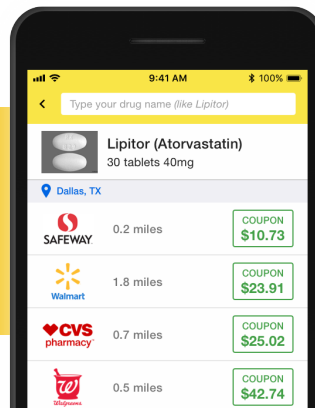 9:41 AM
100%
Type your drug name (like Lipitor)
Lipitor (Atorvastatin)
30 tablets 40mg
Dallas, TX
SAFEWAY
0.2 miles
COUPON
$10.73
Walmart
1.8 miles
COUPON
$23.91
CVS
pharmacy
0.7 miles
COUPON
$25.02
W
Walgreens
0.5 miles
COUPON
$42.74